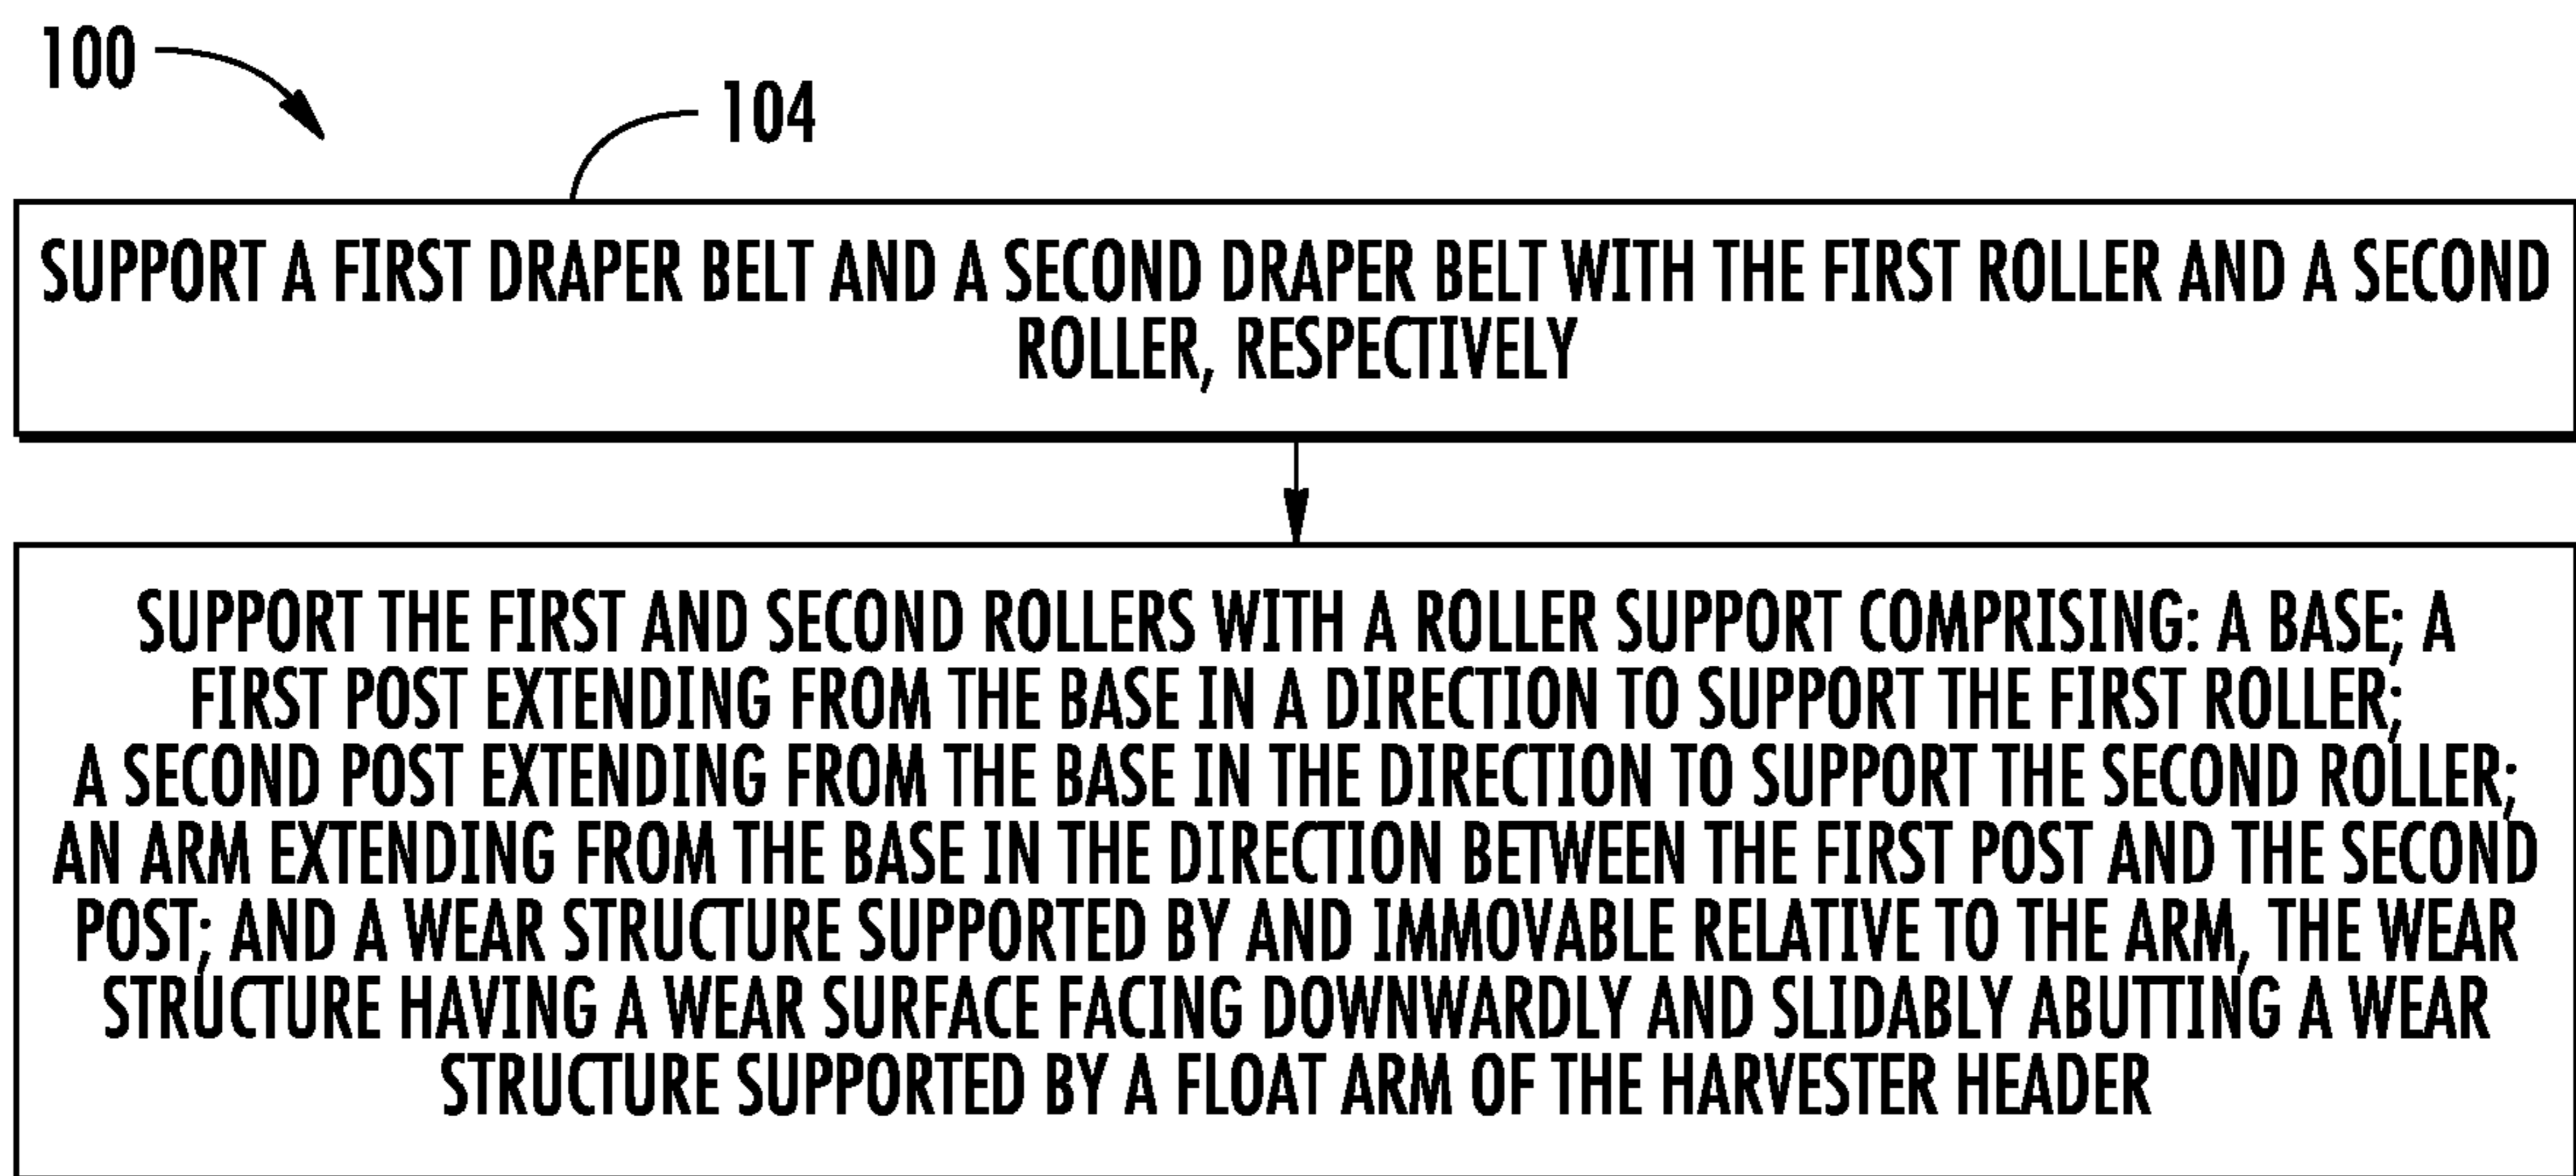 100
104
SUPPORT A FIRST DRAPER BELT AND A SECOND DRAPER BELT WITH THE FIRST ROLLER AND A SECOND
ROLLER, RESPECTIVELY
SUPPORT THE FIRST AND SECOND ROLLERS WITH A ROLLER SUPPORT COMPRISING: A BASE; A
FIRST POST EXTENDING FROM THE BASE IN A DIRECTION TO SUPPORT THE FIRST ROLLER;
A SECOND POST EXTENDING FROM THE BASE IN THE DIRECTION TO SUPPORT THE SECOND ROLLER;
AN ARM EXTENDING FROM THE BASE IN THE DIRECTION BETWEEN THE FIRST POST AND THE SECOND
POST; AND A WEAR STRUCTURE SUPPORTED BY AND IMMOVABLE RELATIVE TO THE ARM, THE WEAR
STRUCTURE HAVING A WEAR SURFACE FACING DOWNWARDLY AND SLIDABLY ABUTTING A WEAR
STRUCTURE SUPPORTED BY A FLOAT ARM OF THE HARVESTER HEADER